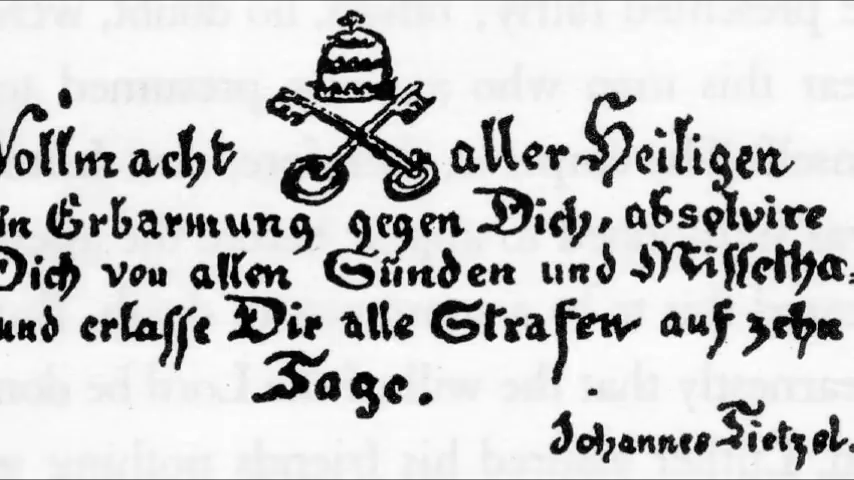 Vollmacht aller Heiligen
in Erbarmung gegen Dich, absolvire
Dich von allen Sünden und Missetha=
und erlasse Dir alle Strafen auf zehn
Tage.
Johannes Tietzel.